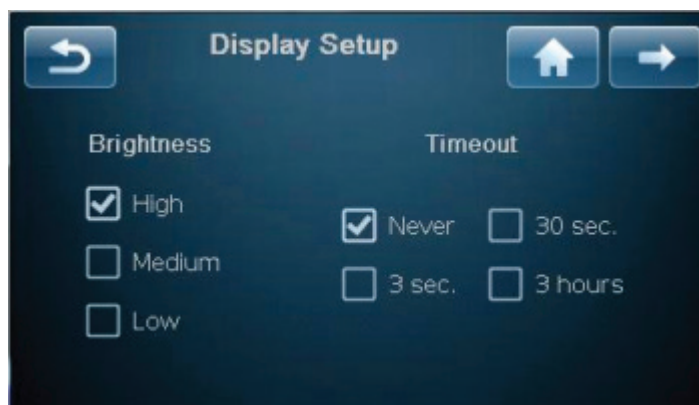 Display Setup
Brightness
Timeout
High
Medium
Low
Never
30 sec.
3 sec.
3 hours